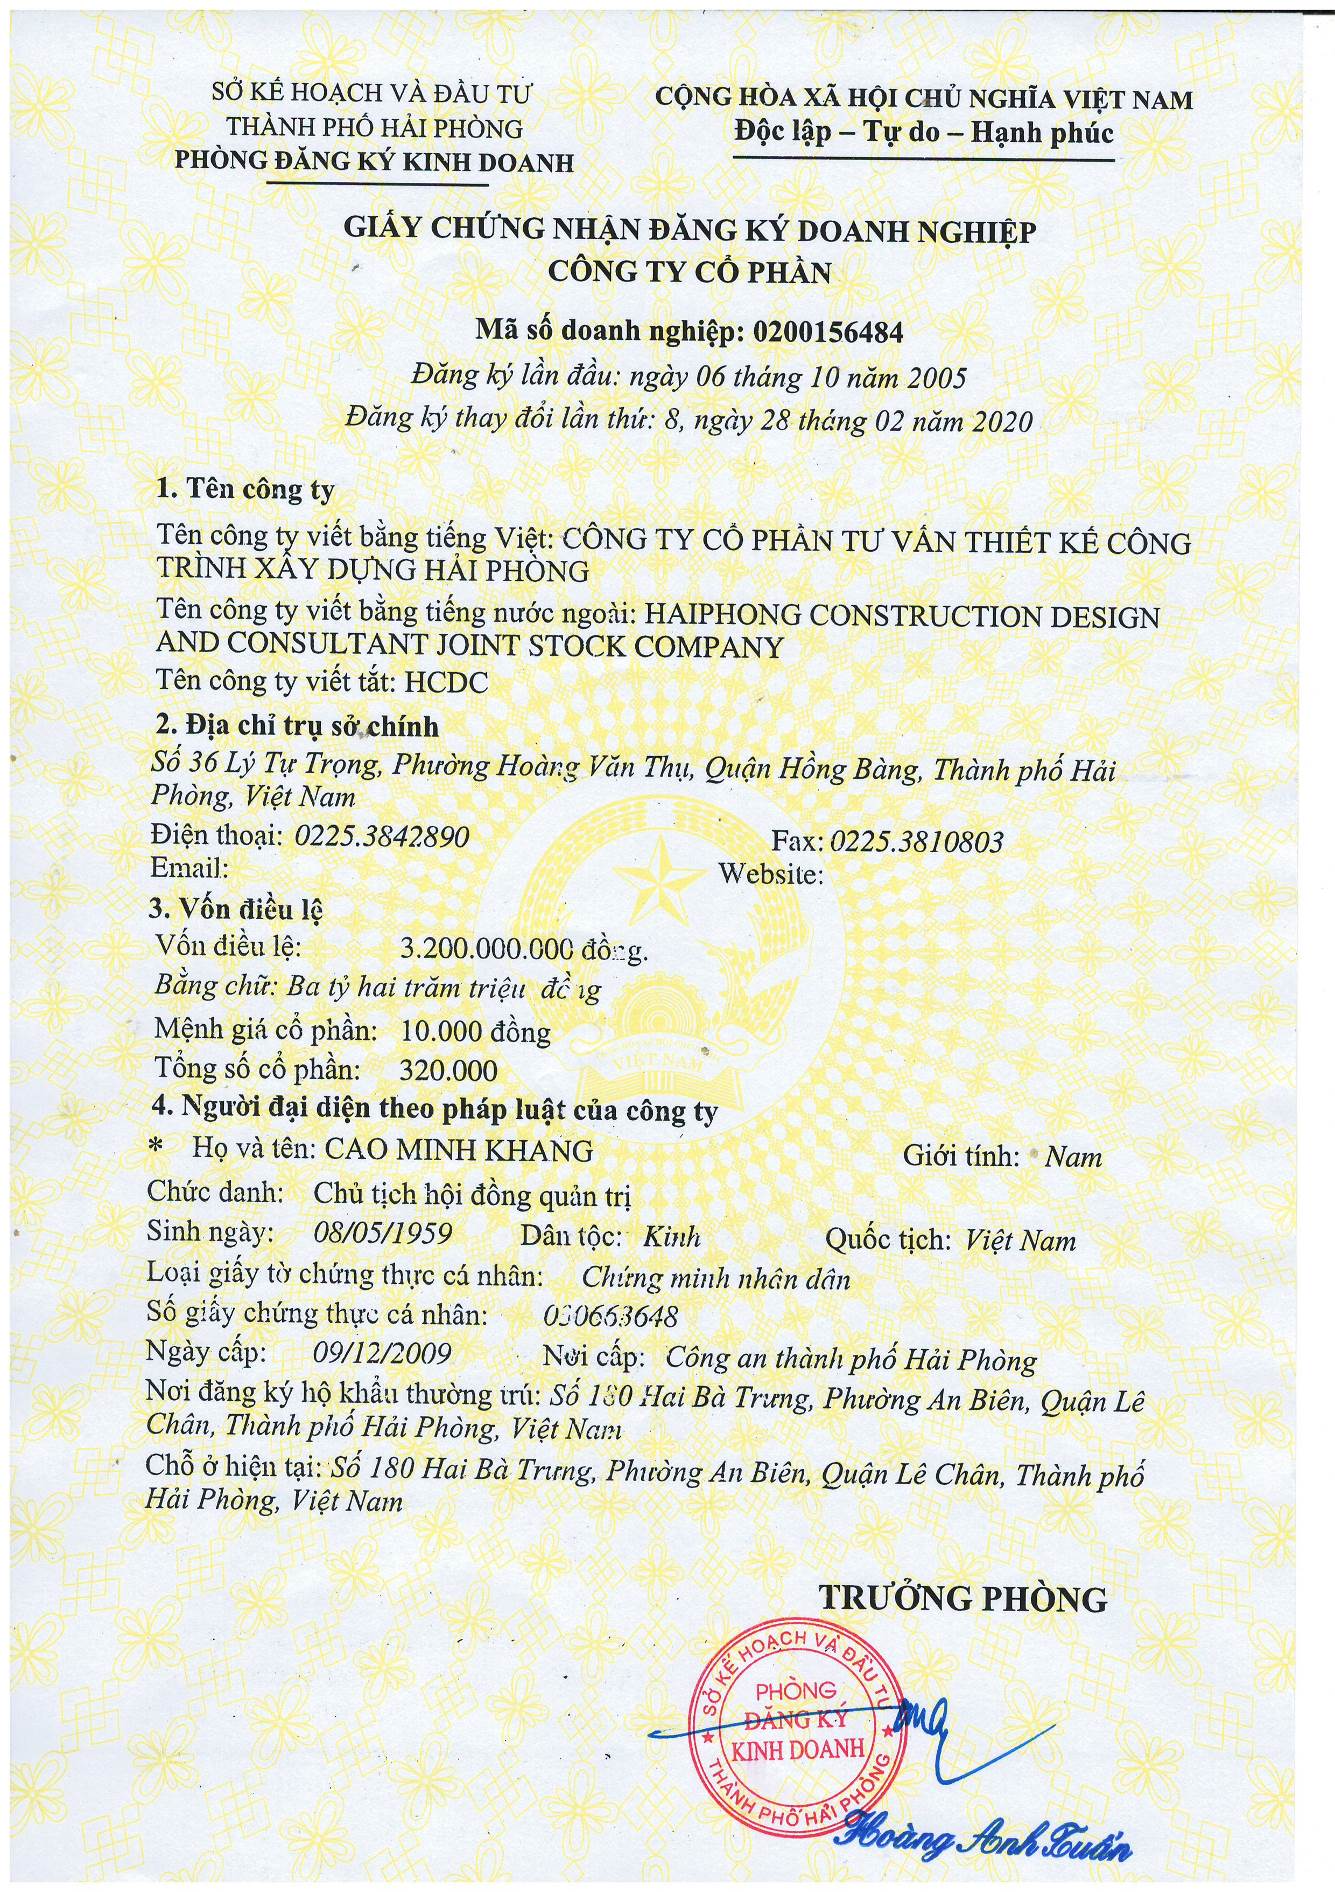 SỞ KẾ HOẠCH VÀ ĐẦU TƯ
THÀNH PHỐ HẢI PHÒNG
PHÒNG ĐĂNG KÝ KINH DOANH
CỘNG HÒA XÃ HỘI CHỦ NGHĨA VIỆT NAM
Độc lập – Tự do – Hạnh phúc
GIẤY CHỨNG NHẬN ĐĂNG KÝ DOANH NGHIỆP
CÔNG TY CỔ PHẦN
Mã số doanh nghiệp: 0200156484
Đăng ký lần đầu: ngày 06 tháng 10 năm 2005
Đăng ký thay đổi lần thứ: 8, ngày 28 tháng 02 năm 2020
1. Tên công ty
Tên công ty viết bằng tiếng Việt: CÔNG TY CỔ PHẦN TƯ VẤN THIẾT KẾ CÔNG
TRÌNH XÂY DỰNG HẢI PHÒNG
Tên công ty viết bằng tiếng nước ngoài: HAIPHONG CONSTRUCTION DESIGN
AND CONSULTANT JOINT STOCK COMPANY
Tên công ty viết tắt: HCDC
2. Địa chỉ trụ sở chính
Số 36 Lý Tự Trọng, Phường Hoàng Văn Thụ, Quận Hồng Bàng, Thành phố Hải
Phòng, Việt Nam
Điện thoại: 0225.3842890 Fax: 0225.3810803
Email: Website:
3. Vốn điều lệ
Vốn điều lệ: 3.200.000.000 đồng.
Bằng chữ: Ba tỷ hai trăm triệu đồng
Mệnh giá cổ phần: 10.000 đồng
Tổng số cổ phần: 320.000
VIỆT NAM
4. Người đại diện theo pháp luật của công ty
* Họ và tên: CAO MINH KHANG Giới tính: Nam
Chức danh: Chủ tịch hội đồng quản trị
Sinh ngày: 08/05/1959 Dân tộc: Kinh Quốc tịch: Việt Nam
Loại giấy tờ chứng thực cá nhân: Chứng minh nhân dân
Số giấy chứng thực cá nhân:
Ngày cấp: 09/12/2009 Nơi cấp: Công an thành phố Hải Phòng
Nơi đăng ký hộ khẩu thường trú: Số 180 Hai Bà Trưng, Phường An Biên, Quận Lê
Chân, Thành phố Hải Phòng, Việt Nam
Chỗ ở hiện tại: Số 180 Hai Bà Trưng, Phường An Biên, Quận Lê Chân, Thành phố
Hải Phòng, Việt Nam
TRƯỞNG PHÒNG
SỞ KẾ HOẠCH VÀ ĐẦU TƯ
PHÒNG
ĐĂNG KÝ
KINH DOANH
THÀNH PHỐ HẢI PHÒNG
Hoàng Anh Tuấn